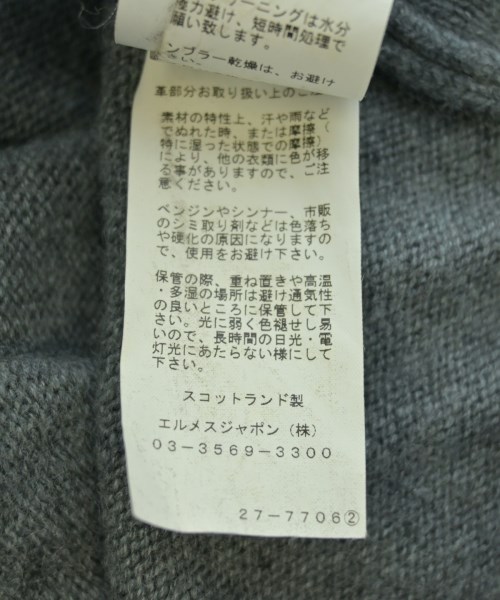 ーニングは水分
極力避け、短時間処理で
願い致します。
ンブラー乾燥は、お避け
革部分お取り扱い上のご注
素材の特性上、汗や雨など
でぬれた時、または摩擦(
特に湿った状態での摩擦)
により、他の衣類に色が移
る事がありますので、ご注
意ください。
ベンジンやシンナー、市販
のシミ取り剤などは色落ち
や硬化の原因になりますの
で、使用をお避け下さい。
保管の際、重ね置きや高温
・多湿の場所は避け通気性
の良いところに保管して下
さい。光に弱く色褪せし易
いので、長時間の日光・電
灯光にあたらない様にして
下さい。
スコットランド製
エルメスジャポン(株)
03-3569-3300
27-7706②